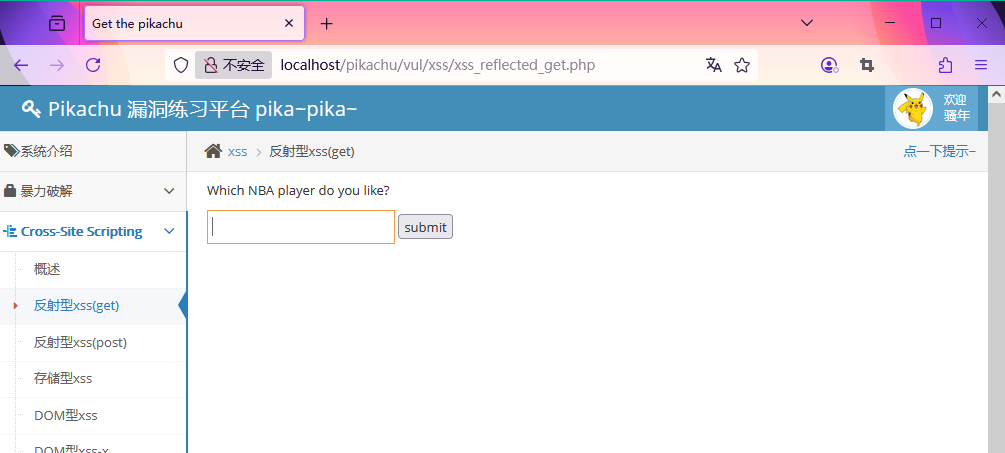 Get the pikachu
不安全 localhost/pikachu/vul/xss/xss_reflected_get.php
Pikachu 漏洞练习平台 pika~pika~
欢迎
骚年
系统介绍
xss > 反射型xss(get)
点一下提示~
暴力破解
Which NBA player do you like?
Cross-Site Scripting
submit
概述
反射型xss(get)
反射型xss(post)
存储型xss
DOM型xss
DOM型xss-x